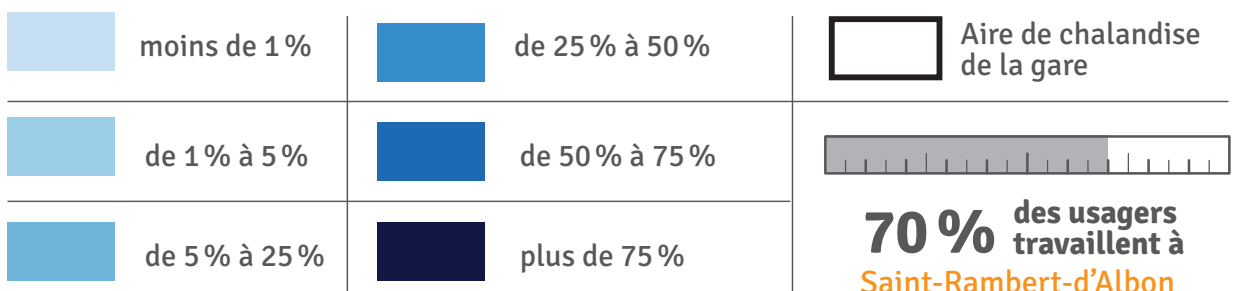 moins de 1 %
de 25 % à 50 %
Aire de chalandise
de la gare
de 1 % à 5 %
de 50 % à 75 %
de 5 % à 25 %
plus de 75 %
70 % des usagers
travaillent à
Saint-Rambert-d'Albon